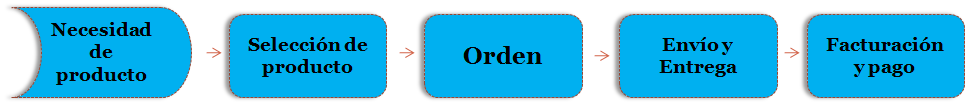 Necesidad
de
producto
Selección de
producto
Orden
Envío y
Entrega
Facturación
y pago